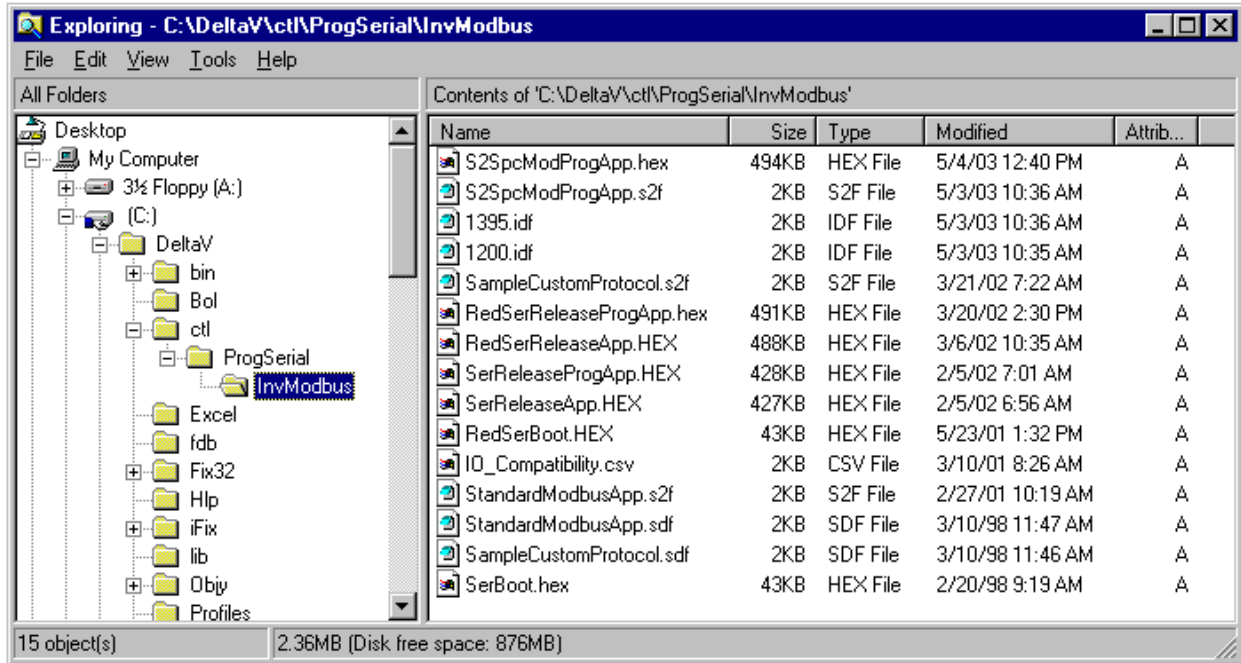 Exploring - C:\DeltaV\ctl\ProgSerial\InvModbus
File Edit View Tools Help
All Folders
Contents of 'C:\DeltaV\ctl\ProgSerial\InvModbus'
Desktop
My Computer
3½ Floppy (A:)
(C:)
DeltaV
bin
Bol
ctl
ProgSerial
InvModbus
Excel
fdb
Fix32
Hlp
iFix
lib
Objy
Profiles
Name Size Type Modified Attrib...
S2SpcModProgApp.hex 494KB HEX File 5/4/03 12:40 PM A
S2SpcModProgApp.s2f 2KB S2F File 5/3/03 10:36 AM A
1395.idf 2KB IDF File 5/3/03 10:36 AM A
1200.idf 2KB IDF File 5/3/03 10:35 AM A
SampleCustomProtocol.s2f 2KB S2F File 3/21/02 7:22 AM A
RedSerReleaseProgApp.hex 491KB HEX File 3/20/02 2:30 PM A
RedSerReleaseApp.HEX 488KB HEX File 3/6/02 10:35 AM A
SerReleaseProgApp.HEX 428KB HEX File 2/5/02 7:01 AM A
SerReleaseApp.HEX 427KB HEX File 2/5/02 6:56 AM A
RedSerBoot.HEX 43KB HEX File 5/23/01 1:32 PM A
IO_Compatibility.csv 2KB CSV File 3/10/01 8:26 AM A
StandardModbusApp.s2f 2KB S2F File 2/27/01 10:19 AM A
StandardModbusApp.sdf 2KB SDF File 3/10/98 11:47 AM A
SampleCustomProtocol.sdf 2KB SDF File 3/10/98 11:46 AM A
SerBoot.hex 43KB HEX File 2/20/98 9:19 AM A
15 object(s)
2.36MB (Disk free space: 876MB)